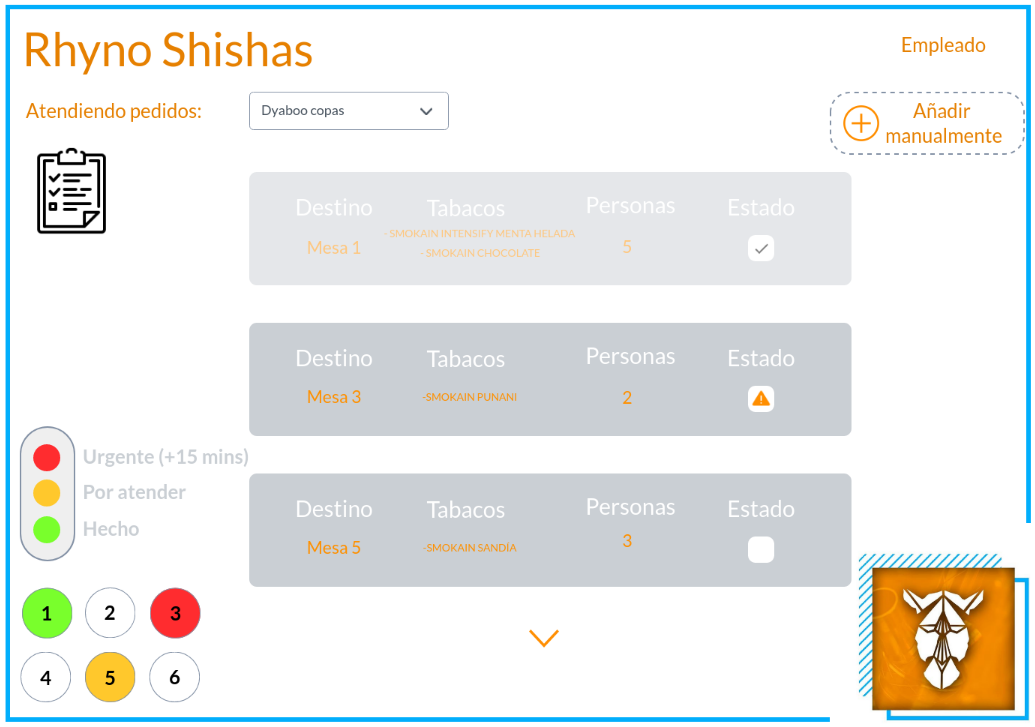 Rhyno Shishas
Empleado
Atendiendo pedidos:
Dyaboo copas
Añadir
manualmente
Destino Tabacos Personas Estado
Mesa 1
- SMOKAIN INTENSIFY MENTA HELADA
- SMOKAIN CHOCOLATE
5
Destino Tabacos Personas Estado
Mesa 3 -SMOKAIN PUNANI 2
Destino Tabacos Personas Estado
Mesa 5 -SMOKAIN SANDÍA 3
Urgente (+15 mins)
Por atender
Hecho
1 2 3
4 5 6